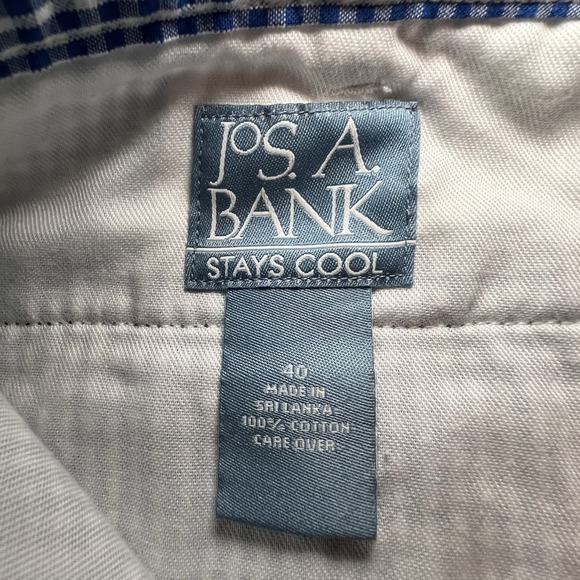 JOS. A.
BANK
STAYS COOL
40
MADE IN
SRI LANKA
100% COTTON
CARE OVER